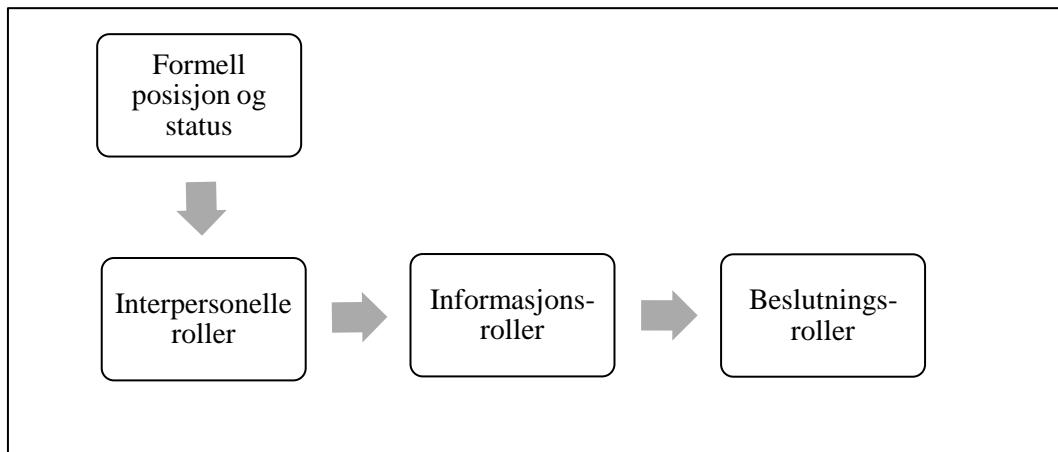 Formell
posisjon og
status
Interpersonelle
roller
Informasjons-
roller
Beslutnings-
roller